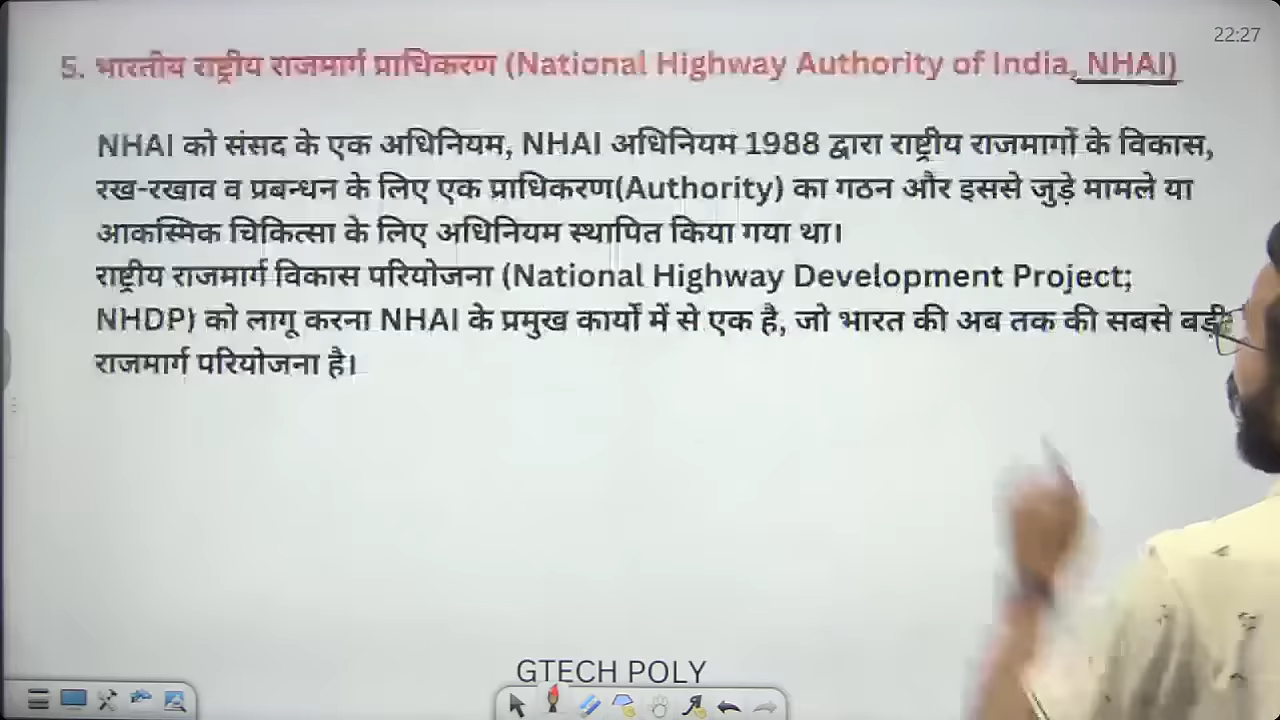 22:27
5. भारतीय राष्ट्रीय राजमार्ग प्राधिकरण (National Highway Authority of India, NHAI)
NHAI को संसद के एक अधिनियम, NHAI अधिनियम 1988 द्वारा राष्ट्रीय राजमार्गों के विकास,
रख-रखाव व प्रबन्धन के लिए एक प्राधिकरण(Authority) का गठन और इससे जुड़े मामले या
आकस्मिक चिकित्सा के लिए अधिनियम स्थापित किया गया था।
राष्ट्रीय राजमार्ग विकास परियोजना (National Highway Development Project;
NHDP) को लागू करना NHAI के प्रमुख कार्यों में से एक है, जो भारत की अब तक की सबसे बड़ी
राजमार्ग परियोजना है।
GTECH POLY